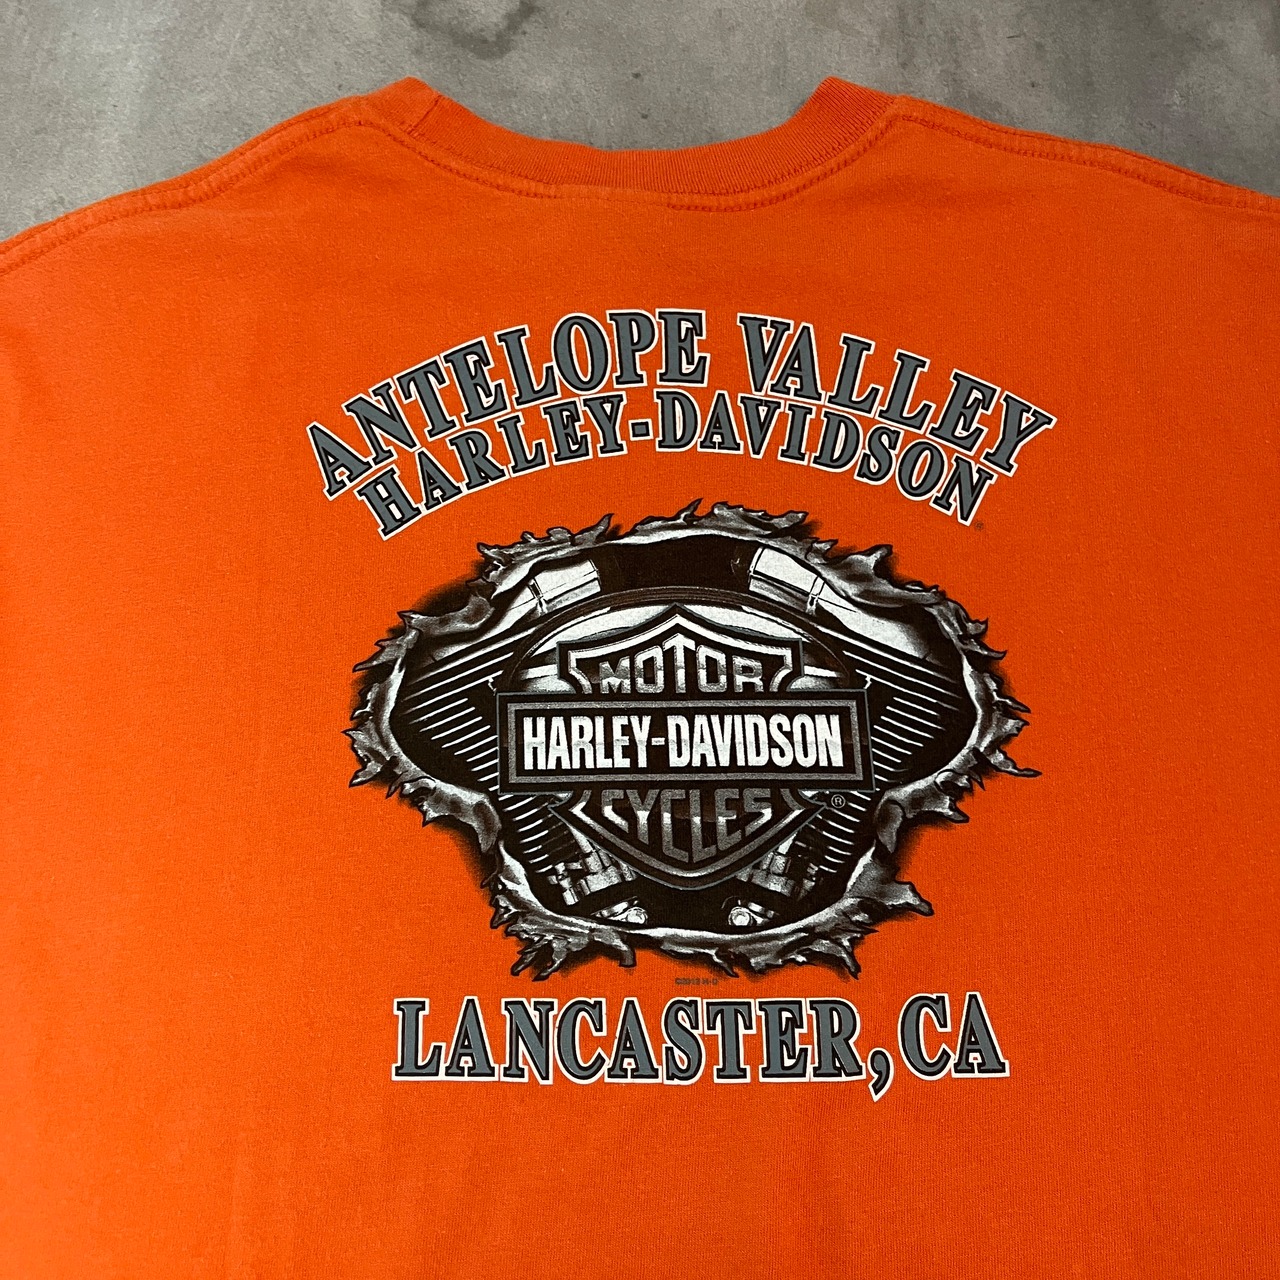 ANTELOPE VALLEY
HARLEY-DAVIDSON
MOTOR
HARLEY-DAVIDSON
®
CYCLES
LANCASTER, CA